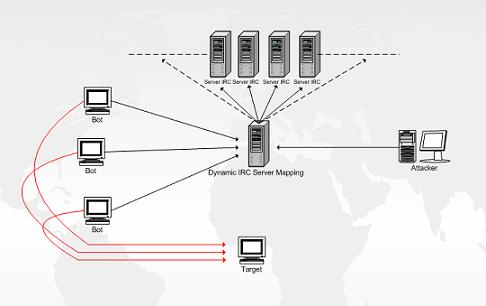 Server IRC Server IRC Server IRC Server IRC
Bot
Bot
Dynamic IRC Server Mapping
Attacker
Bot
Target